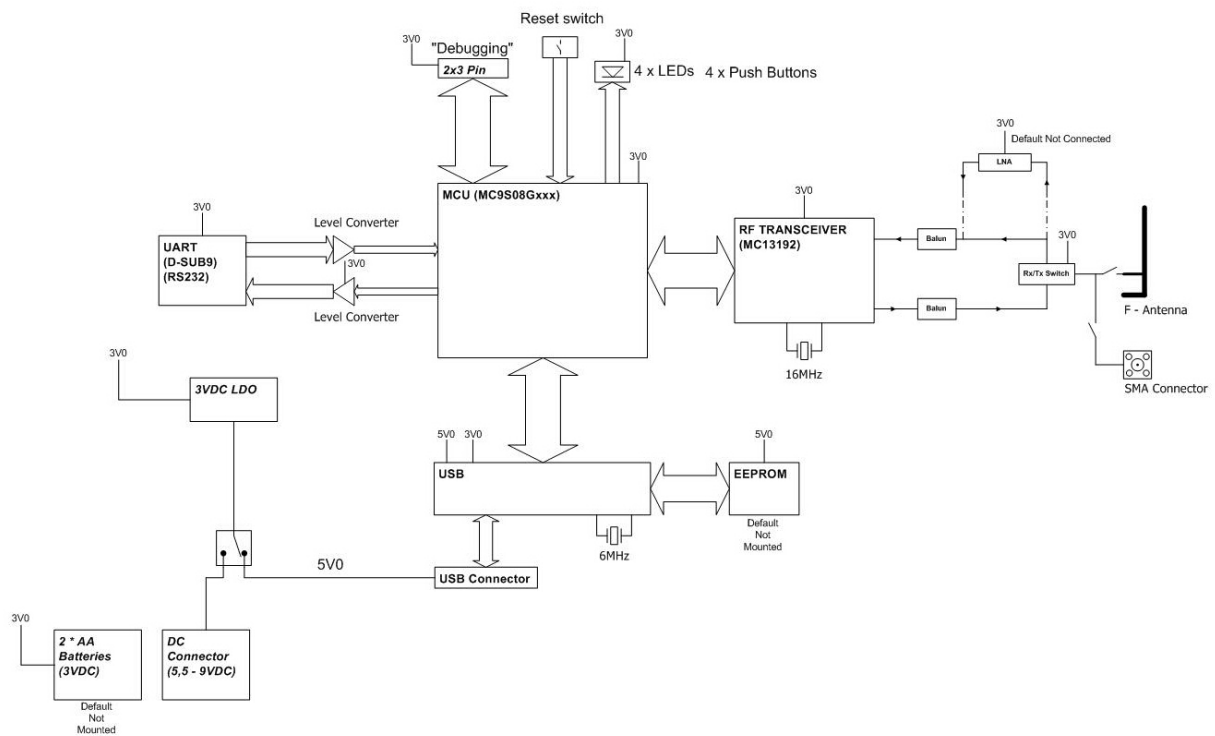 Reset switch
3V0
"Debugging"
2x3 Pin
3V0
4 x LEDs 4 x Push Buttons
3V0
Default Not Connected
LNA
3V0
MCU (MC9S08Gxxx)
3V0
UART
(D-SUB9)
(RS232)
Level Converter
3V0
Level Converter
3V0
RF TRANSCEIVER
(MC13192)
16MHz
Balun
Balun
3V0
Rx/Tx Switch
F - Antenna
SMA Connector
3V0
3VDC LDO
5V0 3V0
USB
6MHz
5V0
EEPROM
Default
Not
Mounted
5V0
USB Connector
3V0
2 * AA
Batteries
(3VDC)
Default
Not
Mounted
DC
Connector
(5,5 - 9VDC)